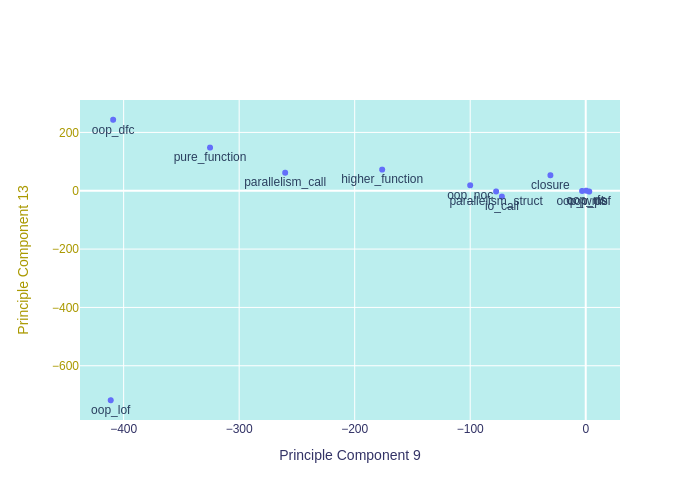 200
0
−200
−400
−600
Principle Component 13
oop_dfc
pure_function
parallelism_call
higher_function
closure
oop_noc
parallelism_struct
io_call
oop_lof
−400
−300
−200
−100
0
Principle Component 9